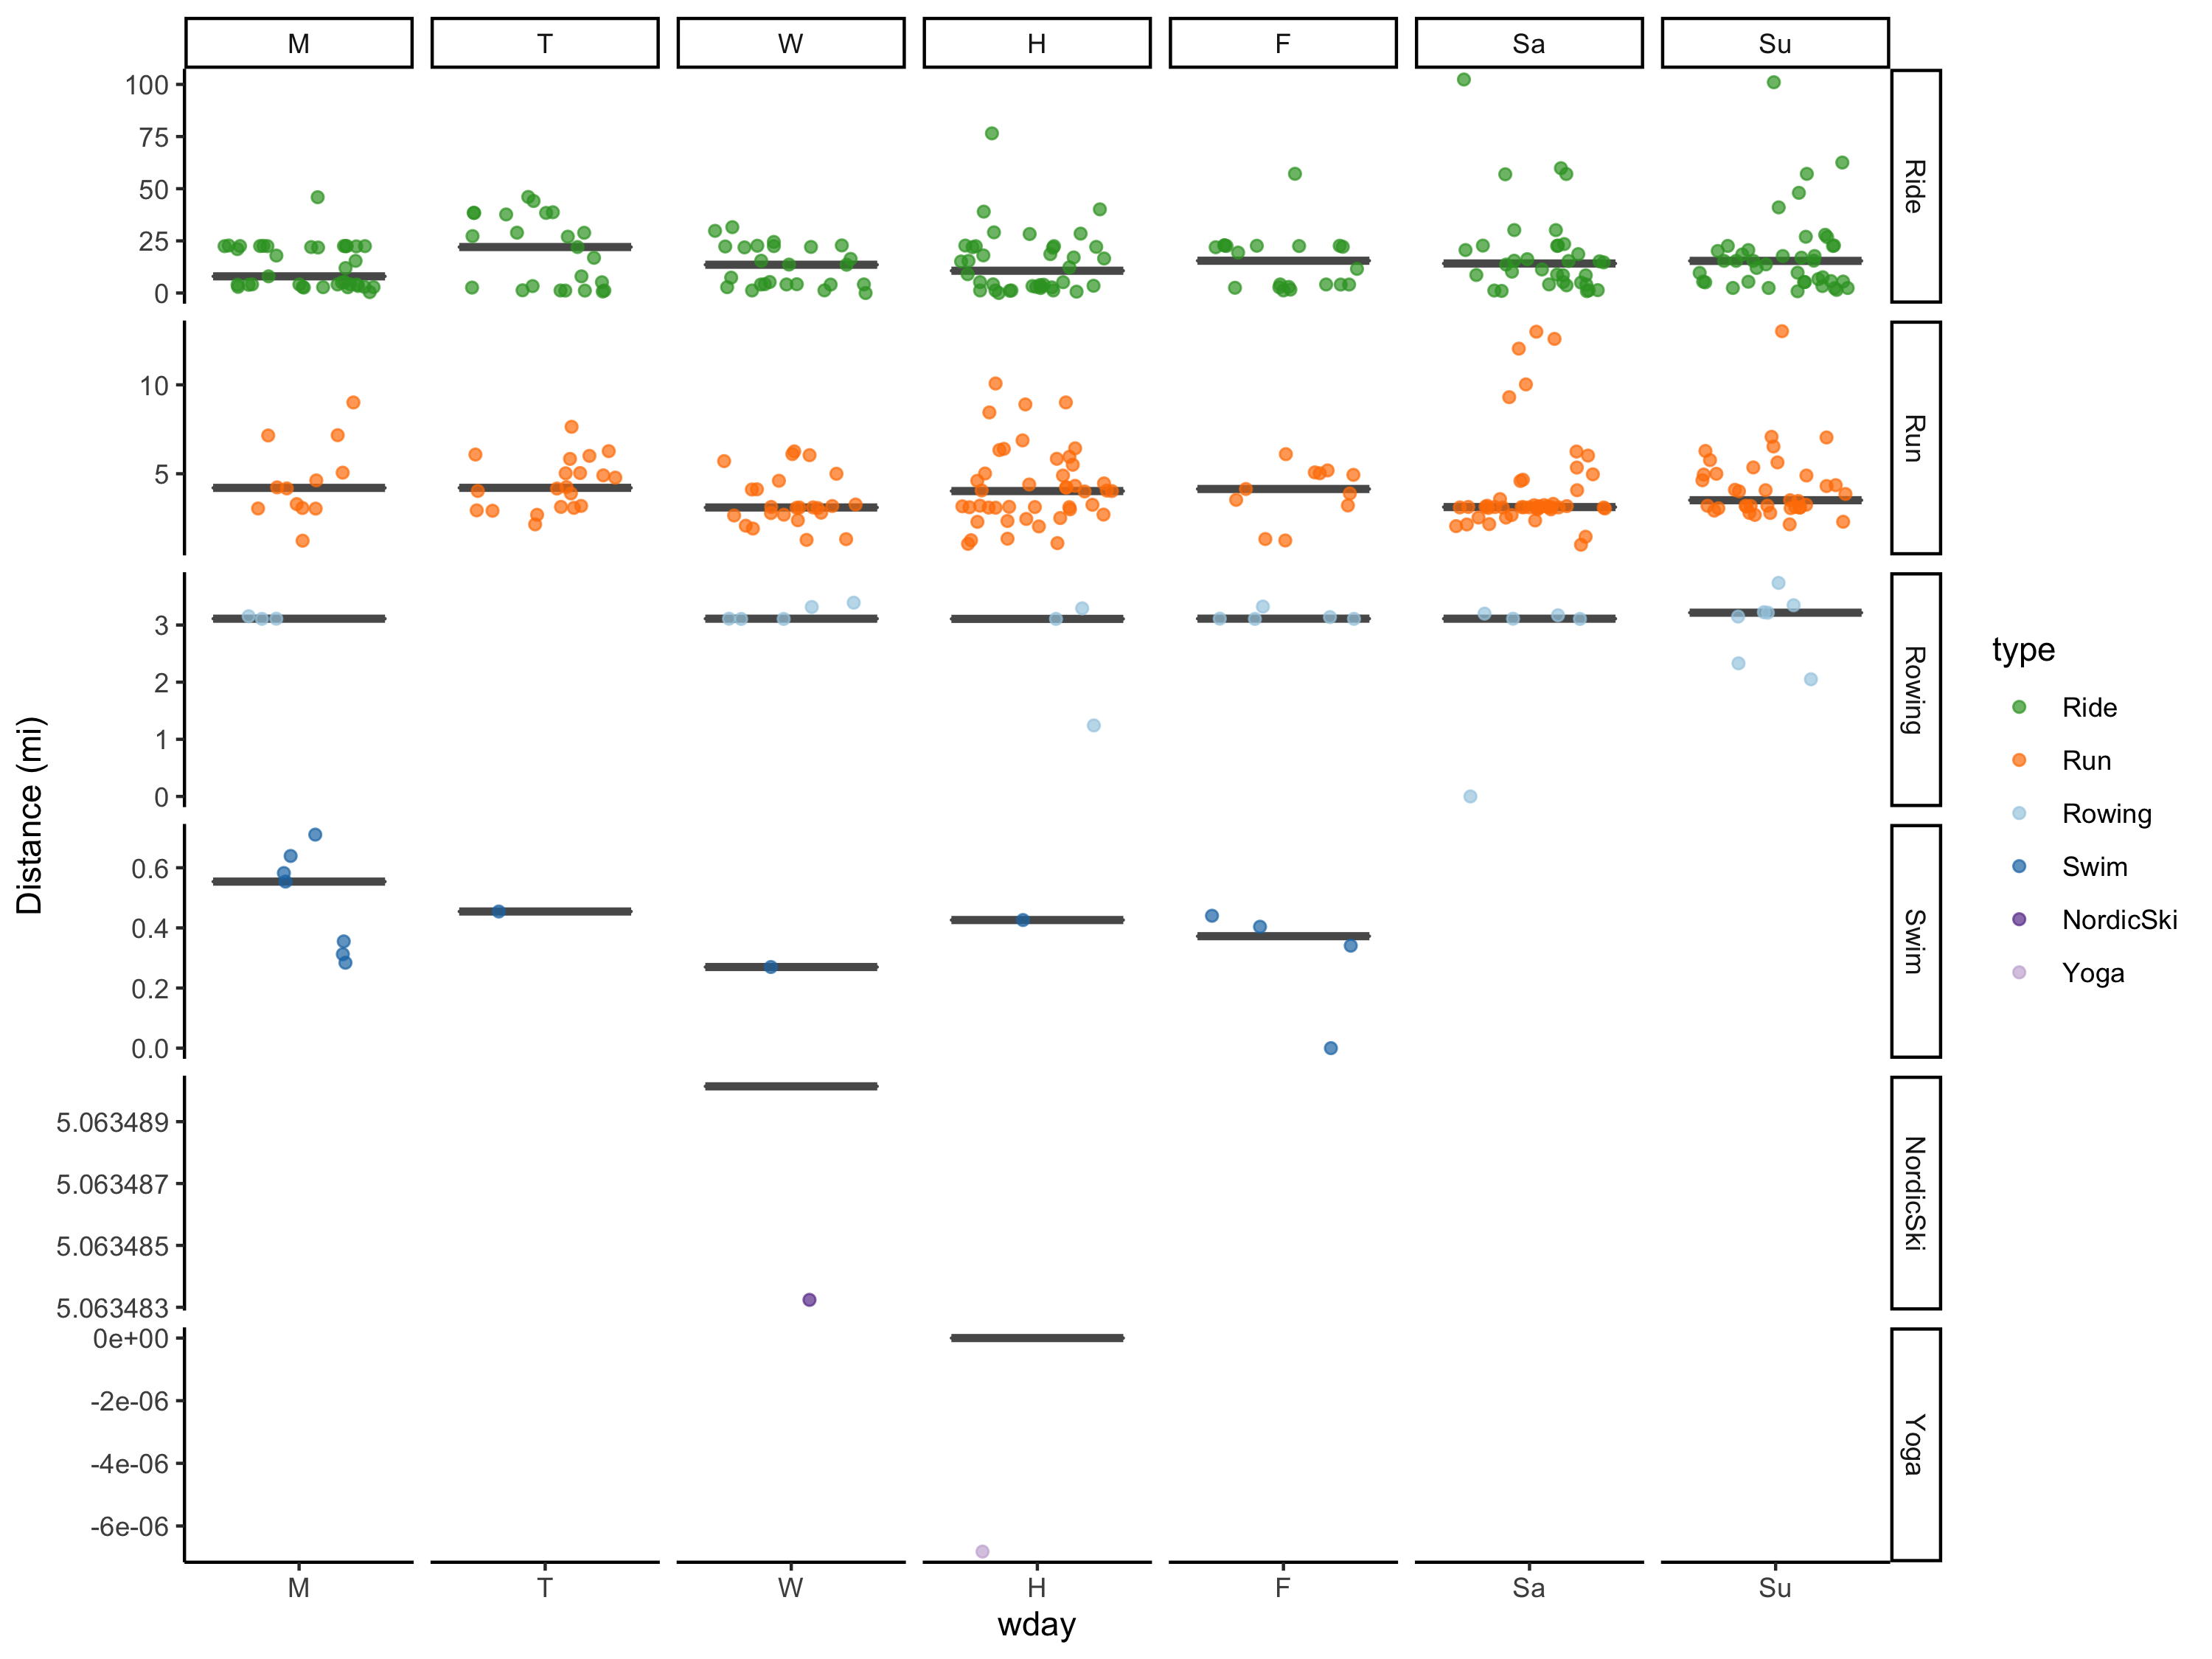 M T W H F Sa Su
100
75
50
25
0
Ride
10
5
Run
3
2
1
0
Rowing
0.6
0.4
0.2
0.0
Swim
5.063489
5.063487
5.063485
5.063483
NordicSki
0e+00
-2e-06
-4e-06
-6e-06
Yoga
Distance (mi)
M T W H F Sa Su
wday
type
Ride
Run
Rowing
Swim
NordicSki
Yoga